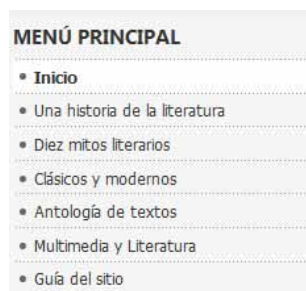 MENÚ PRINCIPAL
Inicio
Una historia de la literatura
Diez mitos literarios
Clásicos y modernos
Antología de textos
Multimedia y Literatura
Guía del sitio